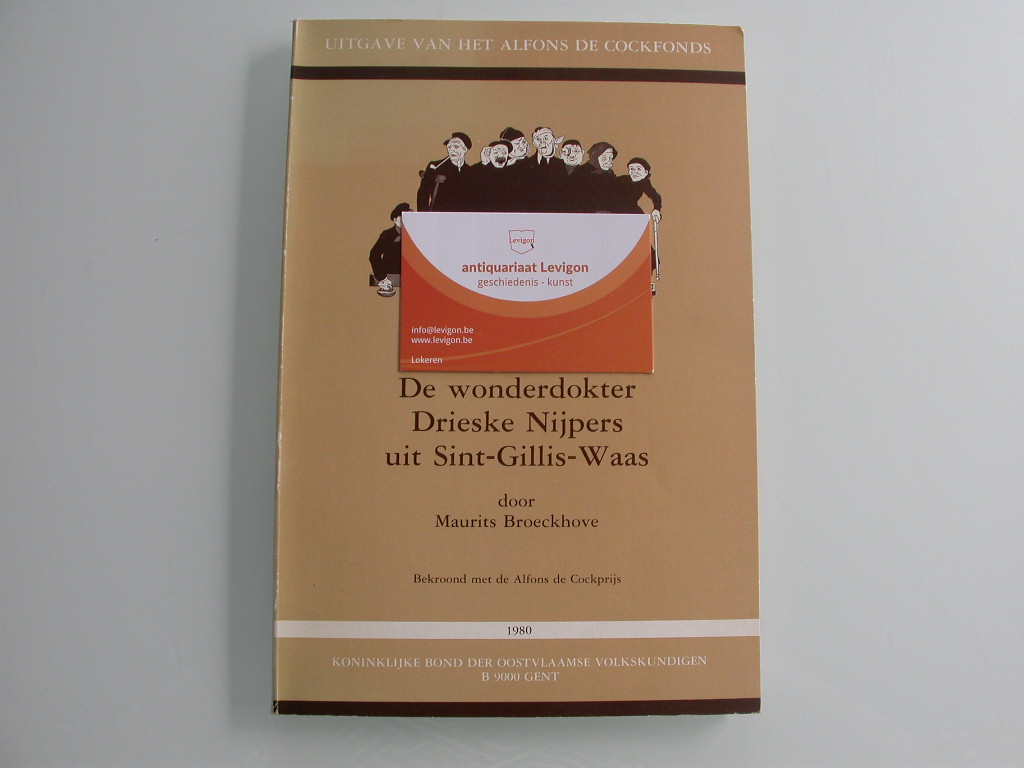 UITGAVE VAN HET ALFONS DE COCKFONDS
Levigon
antiquariaat Levigon
geschiedenis - kunst
info@levigon.be
www.levigon.be
Lokeren
De wonderdokter
Drieske Nijpers
uit Sint-Gillis-Waas
door
Maurits Broeckhove
Bekroond met de Alfons de Cockprijs
1980
KONINKLIJKE BOND DER OOSTVLAAMSE VOLKSKUNDIGEN
B 9000 GENT